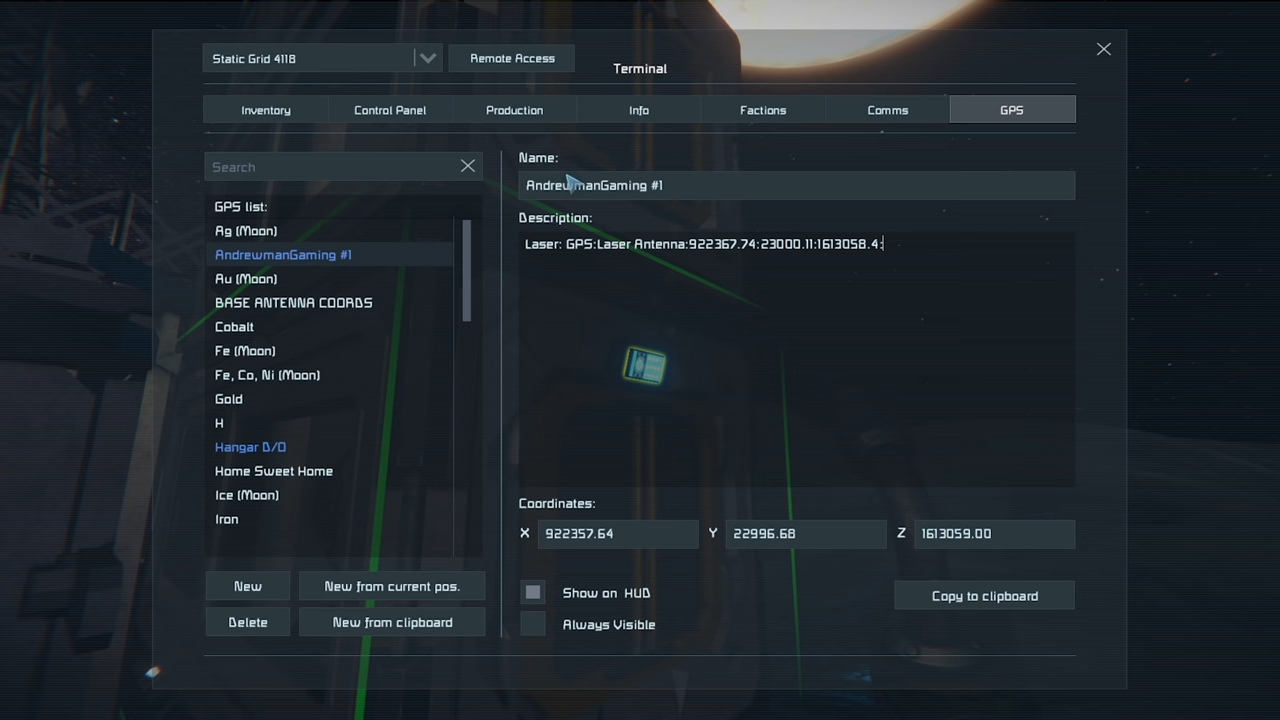 Static Grid 4118
Remote Access
Terminal
Inventory
Control Panel
Production
Info
Factions
Comms
GPS
Search
GPS list:
Ag (Moon)
AndrewmanGaming #1
Au (Moon)
BASE ANTENNA COORDS
Cobalt
Fe (Moon)
Fe, Co, Ni (Moon)
Gold
H
Hangar D/O
Home Sweet Home
Ice (Moon)
Iron
New
New from current pos.
Delete
New from clipboard
Name:
AndrewmanGaming #1
Description:
Laser: GPS:Laser Antenna:922367.74:23000.11:1613058.4:
Coordinates:
X 922357.64 Y 22996.68 Z 1613059.00
Show on HUD
Always Visible
Copy to clipboard